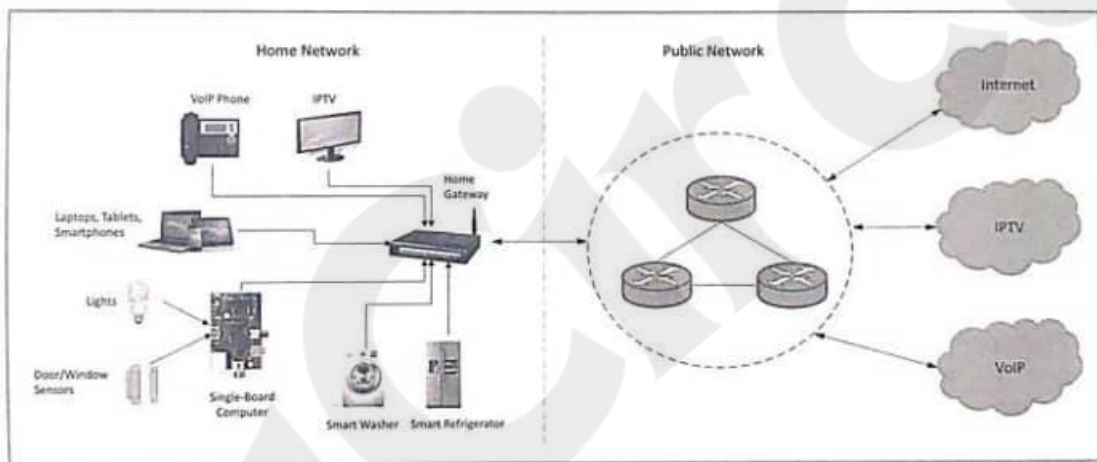 Home Network
Public Network
VoIP Phone
IPTV
Home
Gateway
Laptops, Tablets,
Smartphones
Lights
Door/Window
Sensors
Single-Board
Computer
Smart Washer
Smart Refrigerator
Internet
IPTV
VoIP